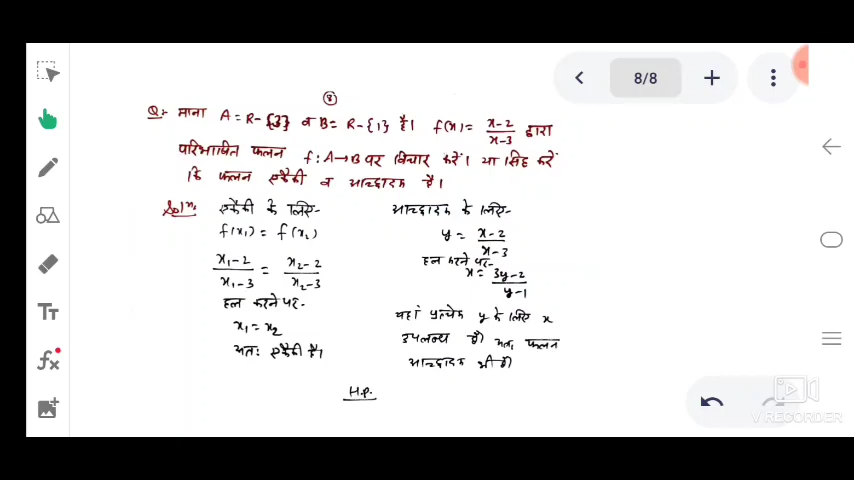 8/8
(8)
Q:- माना A = R-{3} व B = R-{1} है। f(x) = x-2/x-3 द्वारा
परिभाषित फलन f: A→B पर विचार करें। या सिद्ध करें
कि फलन एकैकी व आच्छादक है।
Solⁿ:
एकैकी के लिए-
f(x₁) = f(x₂)
x₁-2/x₁-3 = x₂-2/x₂-3
हल करने पर-
x₁ = x₂
अतः एकैकी है।
आच्छादक के लिए-
y = x-2/x-3
हल करने पर-
x = 3y-2/y-1
यहां प्रत्येक y के लिए x
उपलब्ध है। अतः फलन
आच्छादक भी है
H.P.
Tt
fx
V RECORDER